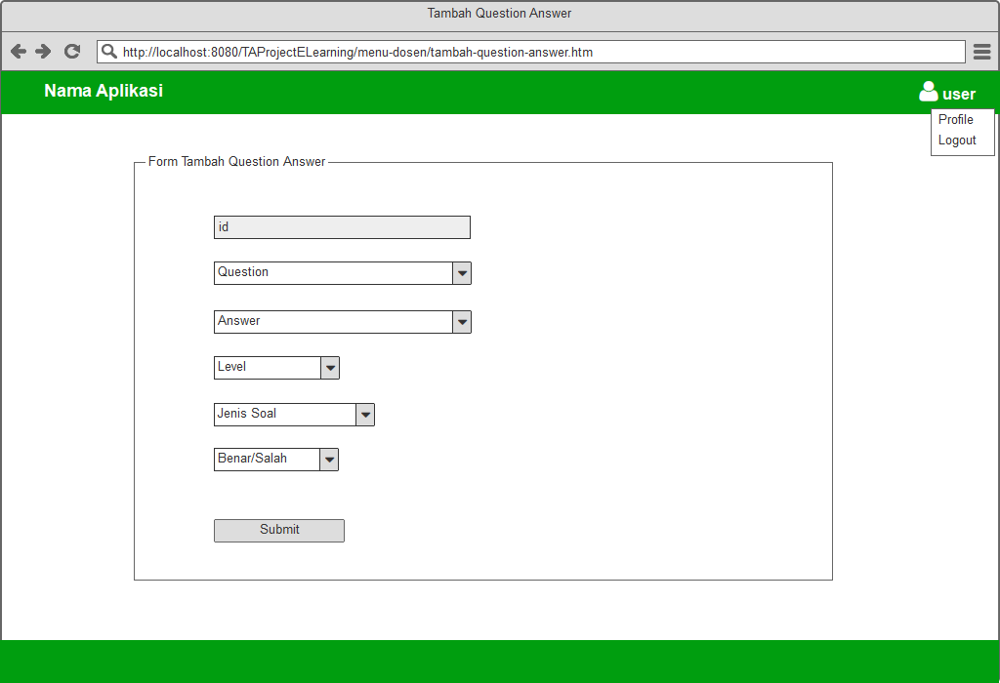 Tambah Question Answer
http://localhost:8080/TAProjectELearning/menu-dosen/tambah-question-answer.htm
Nama Aplikasi
user
Profile
Logout
Form Tambah Question Answer
id
Question
Answer
Level
Jenis Soal
Benar/Salah
Submit